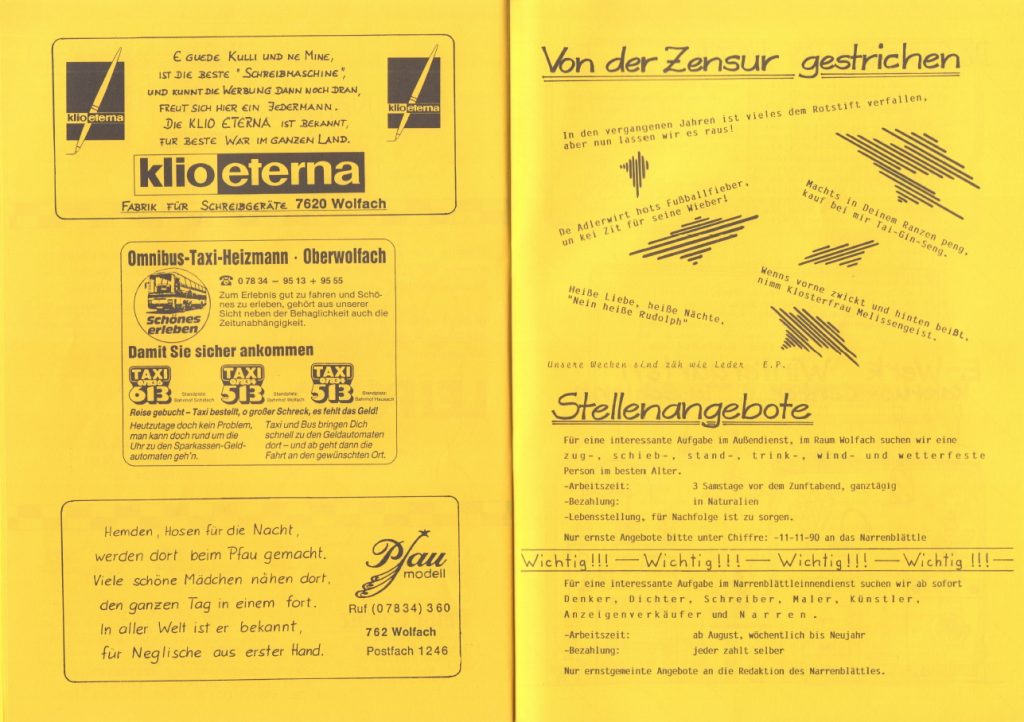 E GUEDE KULLI UND NE MINE,
IST DIE BESTE "SCHREIBMASCHINE",
UND KUNNT DIE WERBUNG DANN NOCH DRAN,
FREUT SICH HIER EIN JEDERMANN.
DIE KLIO ETERNA IST BEKANNT,
FÜR BESTE WAR IM GANZEN LAND.
klio eterna
klio eterna
klio eterna
FABRIK FÜR SCHREIBGERÄTE 7620 Wolfach
Omnibus-Taxi-Heizmann · Oberwolfach
☎ 0 78 34 – 95 13 + 95 55
Zum Erlebnis gut zu fahren und Schö-
nes zu erleben, gehört aus unserer
Sicht neben der Behaglichkeit auch die
Zeitunabhängigkeit.
Schönes
erleben
Damit Sie sicher ankommen
TAXI
07836
613
Standplatz:
Bahnhof Schiltach
TAXI
07834
513
Standplatz:
Bahnhof Wolfach
TAXI
07834
513
Standplatz:
Bahnhof Hausach
Reise gebucht – Taxi bestellt, o großer Schreck, es fehlt das Geld!
Heutzutage doch kein Problem,
man kann doch rund um die
Uhr zu den Sparkassen-Geld-
automaten geh'n.
Taxi und Bus bringen Dich
schnell zu den Geldautomaten
dort – und ab geht dann die
Fahrt an den gewünschten Ort.
Hemden, Hosen für die Nacht,
werden dort beim Pfau gemacht.
Viele schöne Mädchen nähen dort,
den ganzen Tag in einem fort.
In aller Welt ist er bekannt,
für Neglische aus erster Hand.
Pfau
modell
Ruf (0 78 34) 3 60
762 Wolfach
Postfach 1246
Von der Zensur gestrichen
In den vergangenen Jahren ist vieles dem Rotstift verfallen,
aber nun lassen wir es raus!
De Adlerwirt hots Fußballfieber,
un kei Zit für seine Wieber!
Machts in Deinem Ranzen peng,
kauf bei mir Tai-Gin-Seng.
Heiße Liebe, heiße Nächte,
"Nein heiße Rudolph"
Wenns vorne zwickt und hinten beißt,
nimm Klosterfrau Melissengeist.
Unsere Wecken sind zäh wie Leder E.P.
Stellenangebote
Für eine interessante Aufgabe im Außendienst, im Raum Wolfach suchen wir eine
zug-, schieb-, stand-, trink-, wind- und wetterfeste
Person im bestem Alter.
-Arbeitszeit: 3 Samstage vor dem Zunftabend, ganztägig
-Bezahlung: in Naturalien
-Lebensstellung, für Nachfolge ist zu sorgen.
Nur ernste Angebote bitte unter Chiffre: -11-11-90 an das Narrenblättle
Wichtig!!! — Wichtig!!! — Wichtig!!! — Wichtig!!! —
Für eine interessante Aufgabe im Narrenblättleinnendienst suchen wir ab sofort
Denker, Dichter, Schreiber, Maler, Künstler,
Anzeigenverkäufer und Narren.
-Arbeitszeit: ab August, wöchentlich bis Neujahr
-Bezahlung: jeder zahlt selber
Nur ernstgemeinte Angebote an die Redaktion des Narrenblättles.